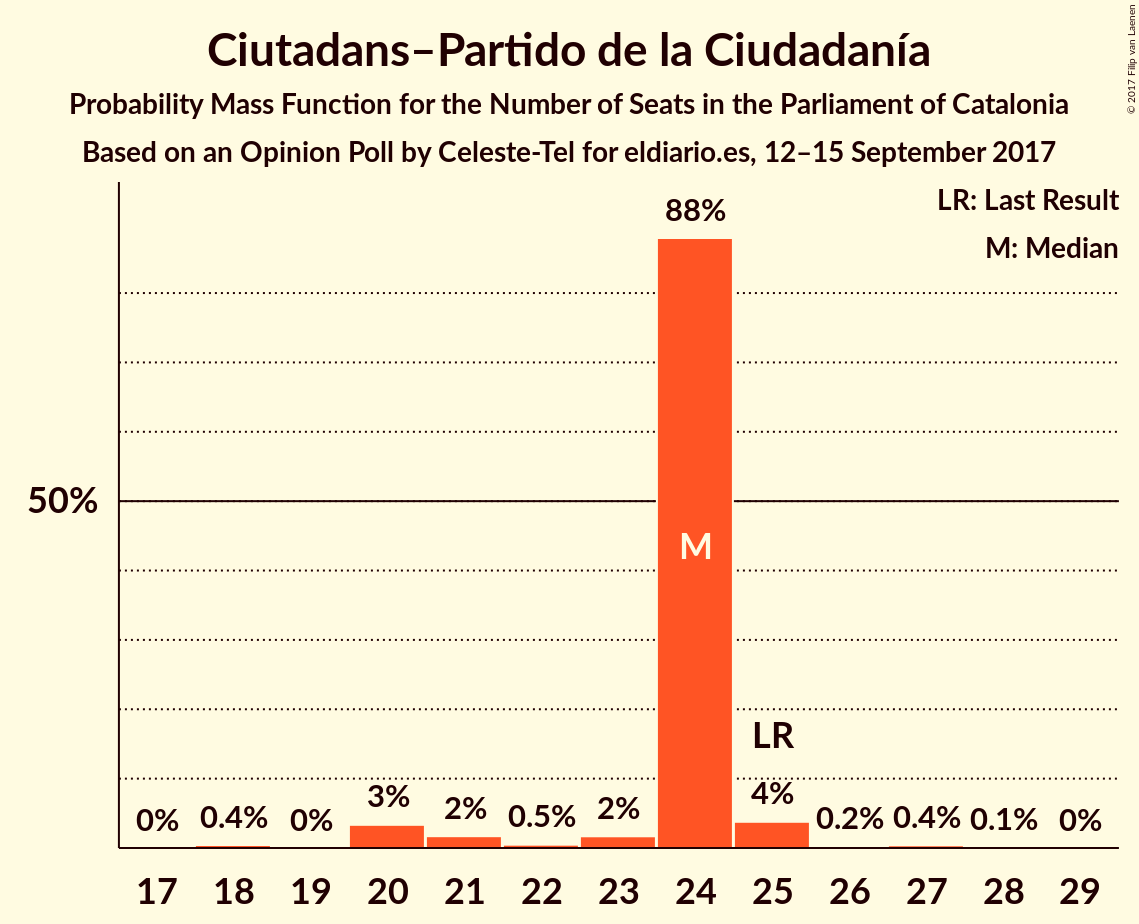 Ciutadans–Partido de la Ciudadanía
Probability Mass Function for the Number of Seats in the Parliament of Catalonia
Based on an Opinion Poll by Celeste-Tel for eldiario.es, 12–15 September 2017
© 2017 Filip van Laenen
LR: Last Result
M: Median
88%
50%
M
LR
0% 0.4% 0% 3% 2% 0.5% 2% 4% 0.2% 0.4% 0.1% 0%
17 18 19 20 21 22 23 24 25 26 27 28 29